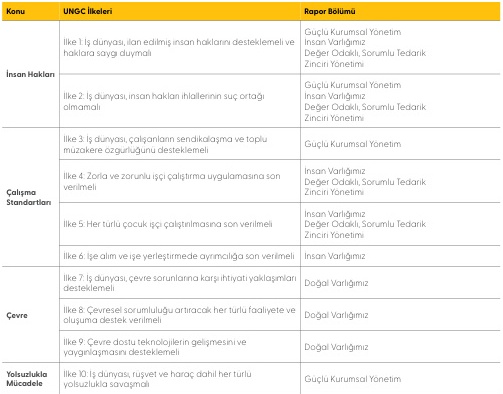 Konu UNGC İlkeleri Rapor Bölümü
İnsan Hakları
İlke 1: İş dünyası, ilan edilmiş insan haklarını desteklemeli ve
haklara saygı duymalı
Güçlü Kurumsal Yönetim
İnsan Varlığımız
Değer Odaklı, Sorumlu Tedarik
Zinciri Yönetimi
İlke 2: İş dünyası, insan hakları ihlallerinin suç ortağı
olmamalı
Güçlü Kurumsal Yönetim
İnsan Varlığımız
Değer Odaklı, Sorumlu Tedarik
Zinciri Yönetimi
Çalışma
Standartları
İlke 3: İş dünyası, çalışanların sendikalaşma ve toplu
müzakere özgürlüğünü desteklemeli
Güçlü Kurumsal Yönetim
İlke 4: Zorla ve zorunlu işçi çalıştırma uygulamasına son
verilmeli
İnsan Varlığımız
Değer Odaklı, Sorumlu Tedarik
Zinciri Yönetimi
İlke 5: Her türlü çocuk işçi çalıştırılmasına son verilmeli
İnsan Varlığımız
Değer Odaklı, Sorumlu Tedarik
Zinciri Yönetimi
İlke 6: İşe alım ve işe yerleştirmede ayrımcılığa son verilmeli
İnsan Varlığımız
Çevre
İlke 7: İş dünyası, çevre sorunlarına karşı ihtiyatı yaklaşımları
desteklemeli
Doğal Varlığımız
İlke 8: Çevresel sorumluluğu artıracak her türlü faaliyete ve
oluşuma destek verilmeli
Doğal Varlığımız
İlke 9: Çevre dostu teknolojilerin gelişmesini ve
yaygınlaşmasını desteklemeli
Doğal Varlığımız
Yolsuzlukla
Mücadele
İlke 10: İş dünyası, rüşvet ve haraç dahil her türlü
yolsuzlukla savaşmalı
Güçlü Kurumsal Yönetim